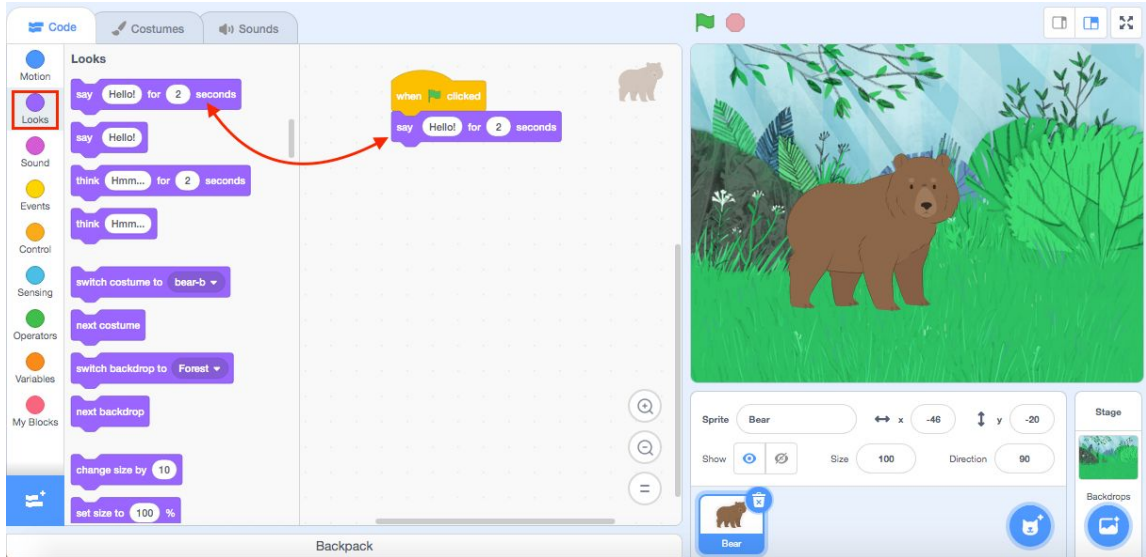 Code
Costumes
Sounds
Motion
Looks
Sound
Events
Control
Sensing
Operators
Variables
My Blocks
Looks
say Hello! for 2 seconds
say Hello!
think Hmm... for 2 seconds
think Hmm...
switch costume to bear-b
next costume
switch backdrop to Forest
next backdrop
change size by 10
set size to 100 %
when clicked
say Hello! for 2 seconds
=
Backpack
Sprite Bear x -46 y -20
Show Size 100 Direction 90
Bear
Stage
Backdrops